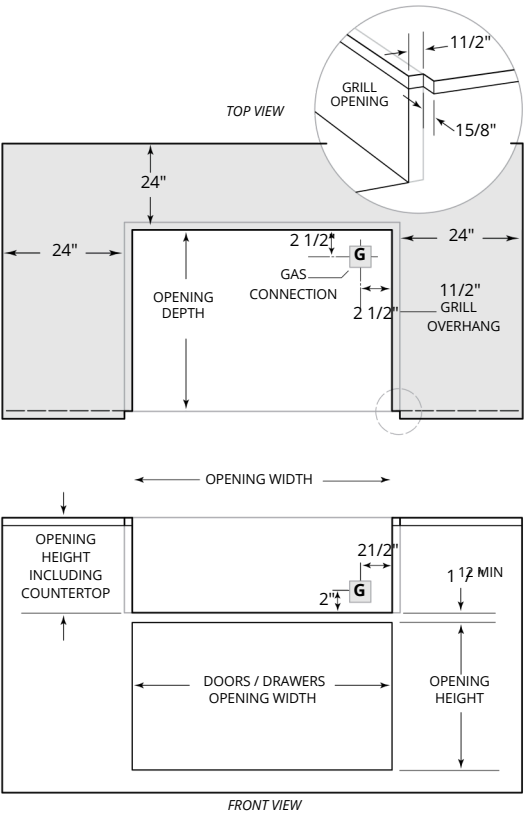 11/2"
GRILL
OPENING
TOP VIEW
15/8"
24"
24"
24"
2 1/2"
G
GAS
CONNECTION
OPENING
DEPTH
2 1/2"
11/2"
GRILL
OVERHANG
OPENING WIDTH
OPENING
HEIGHT
INCLUDING
COUNTERTOP
21/2"
G
2"
1 /2" MIN
DOORS / DRAWERS
OPENING WIDTH
OPENING
HEIGHT
FRONT VIEW